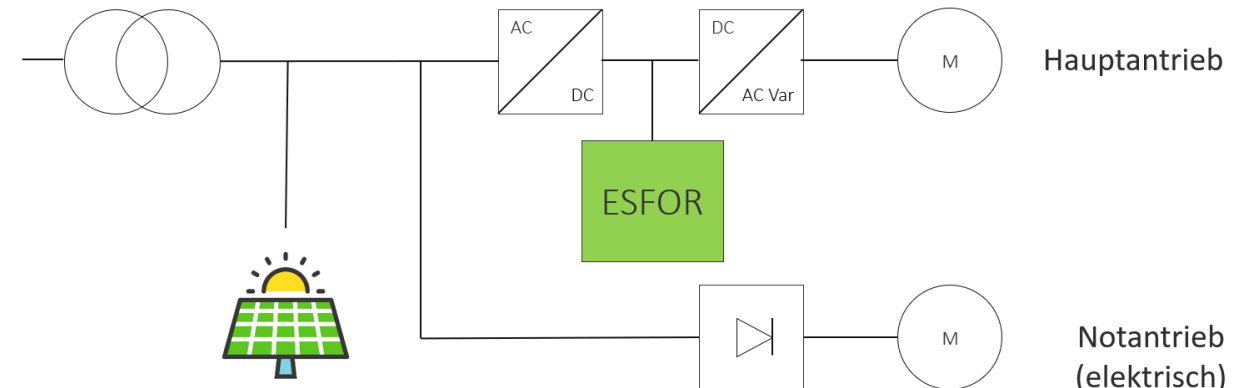 AC
DC
DC
AC Var
M
Hauptantrieb
ESFOR
M
Notantrieb
(elektrisch)